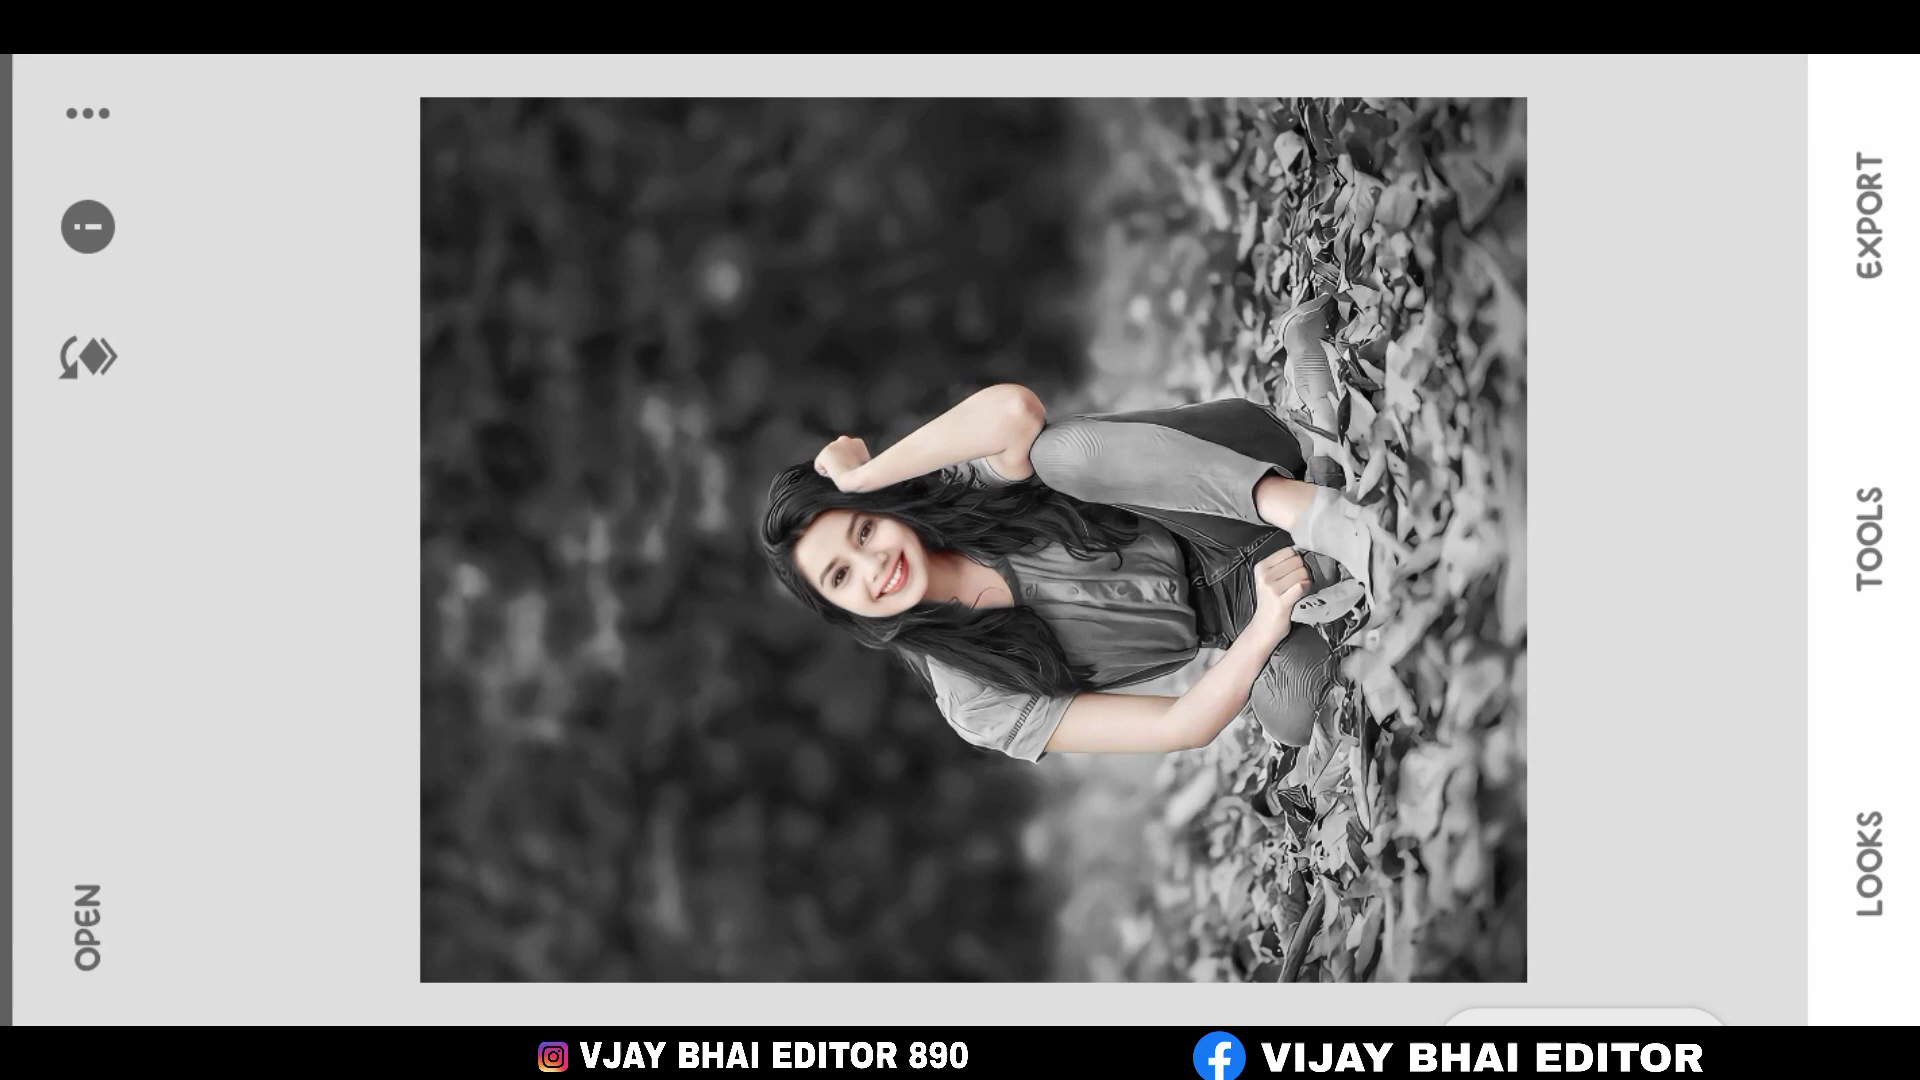 OPEN
LOOKS
TOOLS
EXPORT
VJAY BHAI EDITOR 890
VIJAY BHAI EDITOR